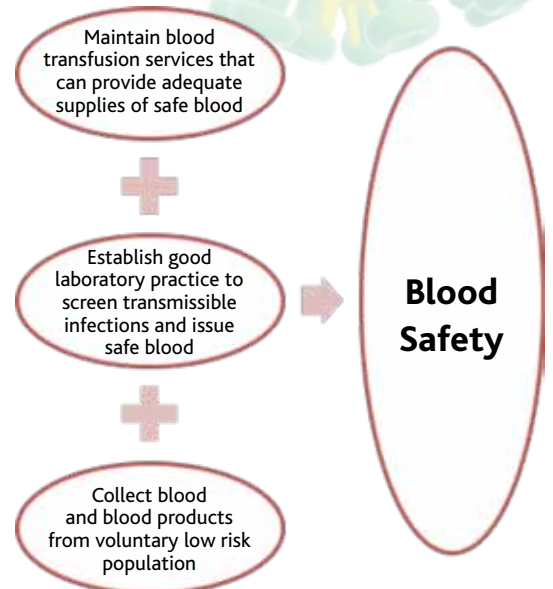 Maintain blood
transfusion services that
can provide adequate
supplies of safe blood
Establish good
laboratory practice to
screen transmissible
infections and issue
safe blood
Collect blood
and blood products
from voluntary low risk
population
Blood
Safety